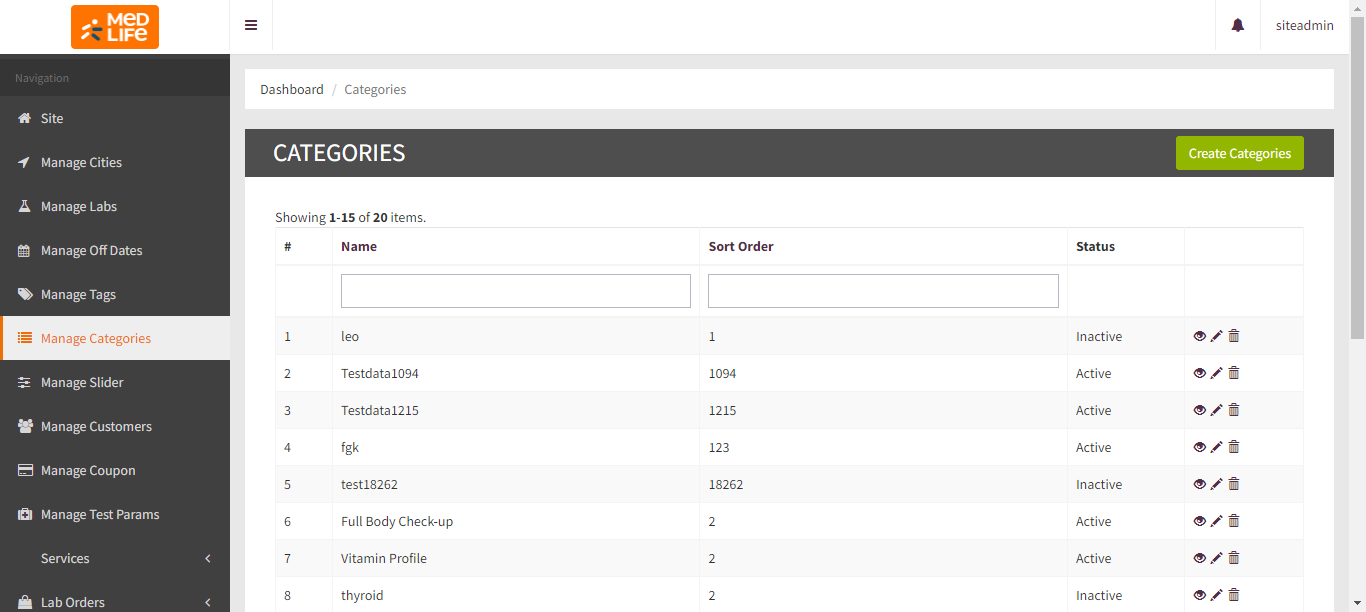 MED
LIFE
siteadmin
Navigation
Site
Manage Cities
Manage Labs
Manage Off Dates
Manage Tags
Manage Categories
Manage Slider
Manage Customers
Manage Coupon
Manage Test Params
Services
Lab Orders
Dashboard / Categories
CATEGORIES
Create Categories
Showing 1-15 of 20 items.
# Name Sort Order Status
1 leo 1 Inactive
2 Testdata1094 1094 Active
3 Testdata1215 1215 Active
4 fgk 123 Active
5 test18262 18262 Inactive
6 Full Body Check-up 2 Active
7 Vitamin Profile 2 Active
8 thyroid 2 Inactive